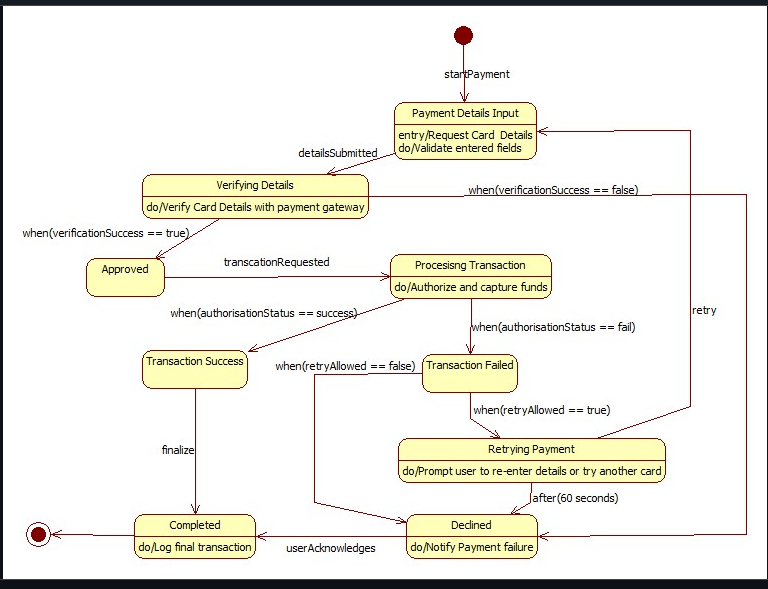 startPayment
Payment Details Input
entry/Request Card Details
do/Validate entered fields
detailsSubmitted
Verifying Details
do/Verify Card Details with payment gateway
when(verificationSuccess == false)
when(verificationSuccess == true)
Approved
transcationRequested
Procesisng Transaction
do/Authorize and capture funds
when(authorisationStatus == success)
retry
when(authorisationStatus == fail)
Transaction Success
when(retryAllowed == false)
Transaction Failed
when(retryAllowed == true)
finalize
Retrying Payment
do/Prompt user to re-enter details or try another card
after(60 seconds)
Completed
do/Log final transaction
userAcknowledges
Declined
do/Notify Payment failure